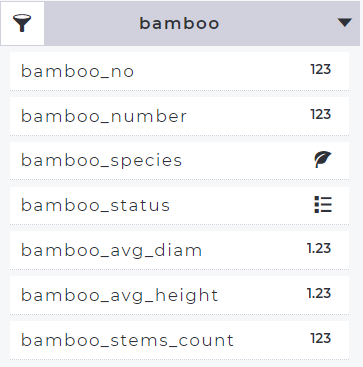 bamboo
bamboo_no 123
bamboo_number 123
bamboo_species
bamboo_status
bamboo_avg_diam 1.23
bamboo_avg_height 1.23
bamboo_stems_count 123